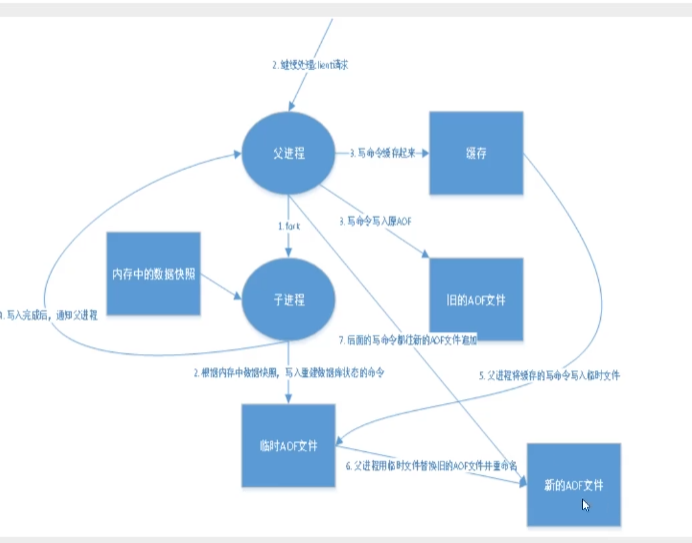 2.继续处理client请求
父进程
3.写命令缓存起来
缓存
3.写命令写入原AOF
1.fork
内存中的数据快照
子进程
旧的AOF文件
写入完成后，通知父进程
7.后面的写命令都往新的AOF文件追加
2.根据内存中数据快照，写入重建数据库状态的命令
5.父进程将缓存的写命令写入临时文件
临时AOF文件
6.父进程用临时文件替换旧的AOF文件并重命名
新的AOF文件